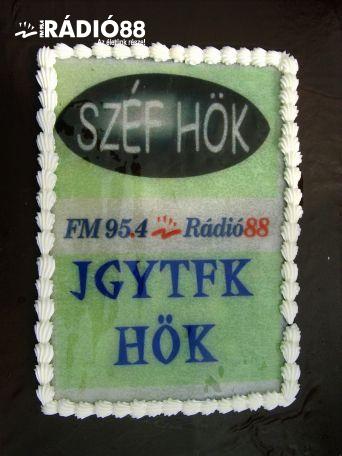 RÁDIÓ88
Az életünk része!
SZÉF HÖK
FM 95.4 Rádió88
JGYTFK
HÖK